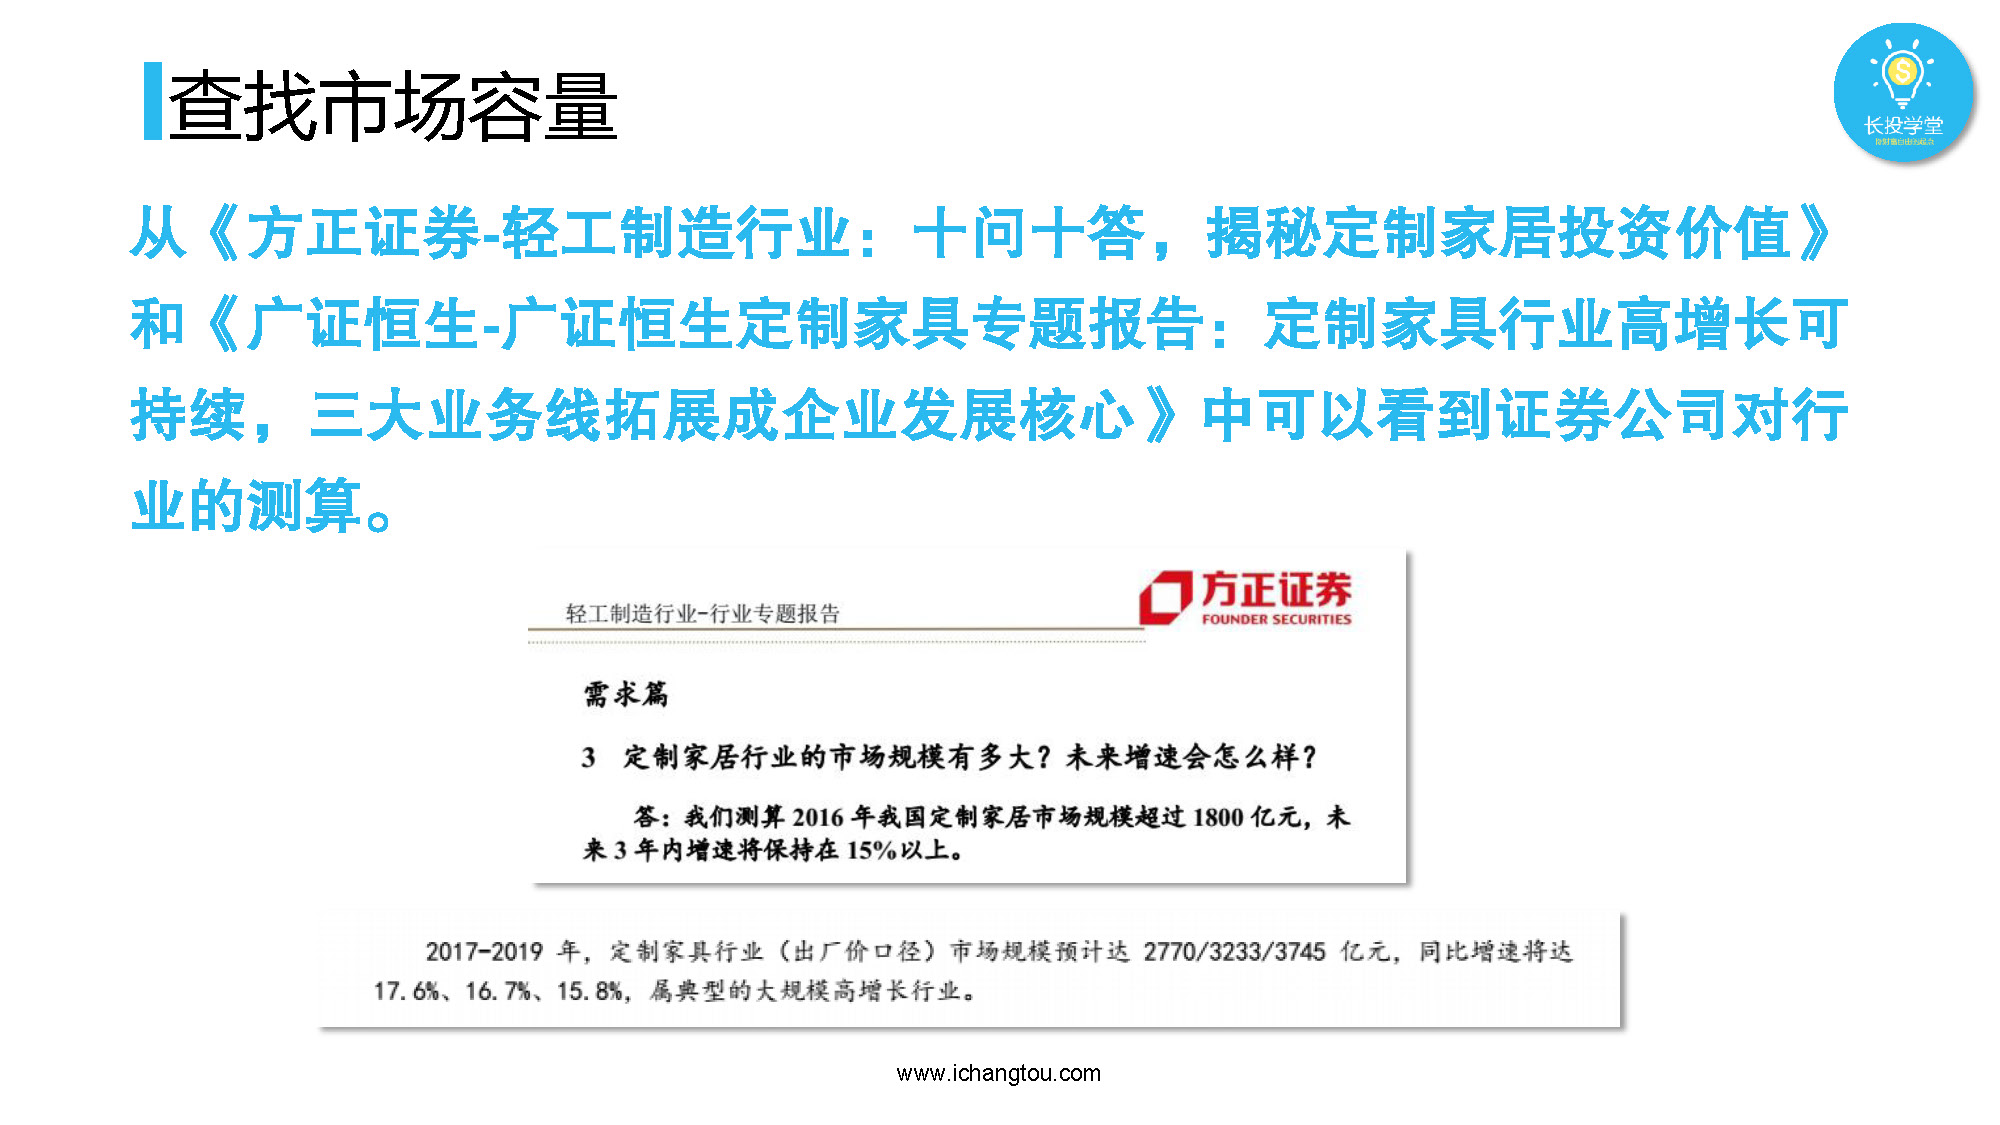 查找市场容量
长投学堂
从《方正证券-轻工制造行业：十问十答，揭秘定制家居投资价值》
和《广证恒生-广证恒生定制家具专题报告：定制家具行业高增长可
持续，三大业务线拓展成企业发展核心》中可以看到证券公司对行
业的测算。
轻工制造行业-行业专题报告
方正证券
FOUNDER SECURITIES
需求篇
3 定制家居行业的市场规模有多大？未来增速会怎么样？
答：我们测算 2016 年我国定制家居市场规模超过 1800 亿元，未
来 3 年内增速将保持在 15%以上。
2017-2019 年，定制家具行业（出厂价口径）市场规模预计达 2770/3233/3745 亿元，同比增速将达
17.6%、16.7%、15.8%，属典型的大规模高增长行业。
www.ichangtou.com